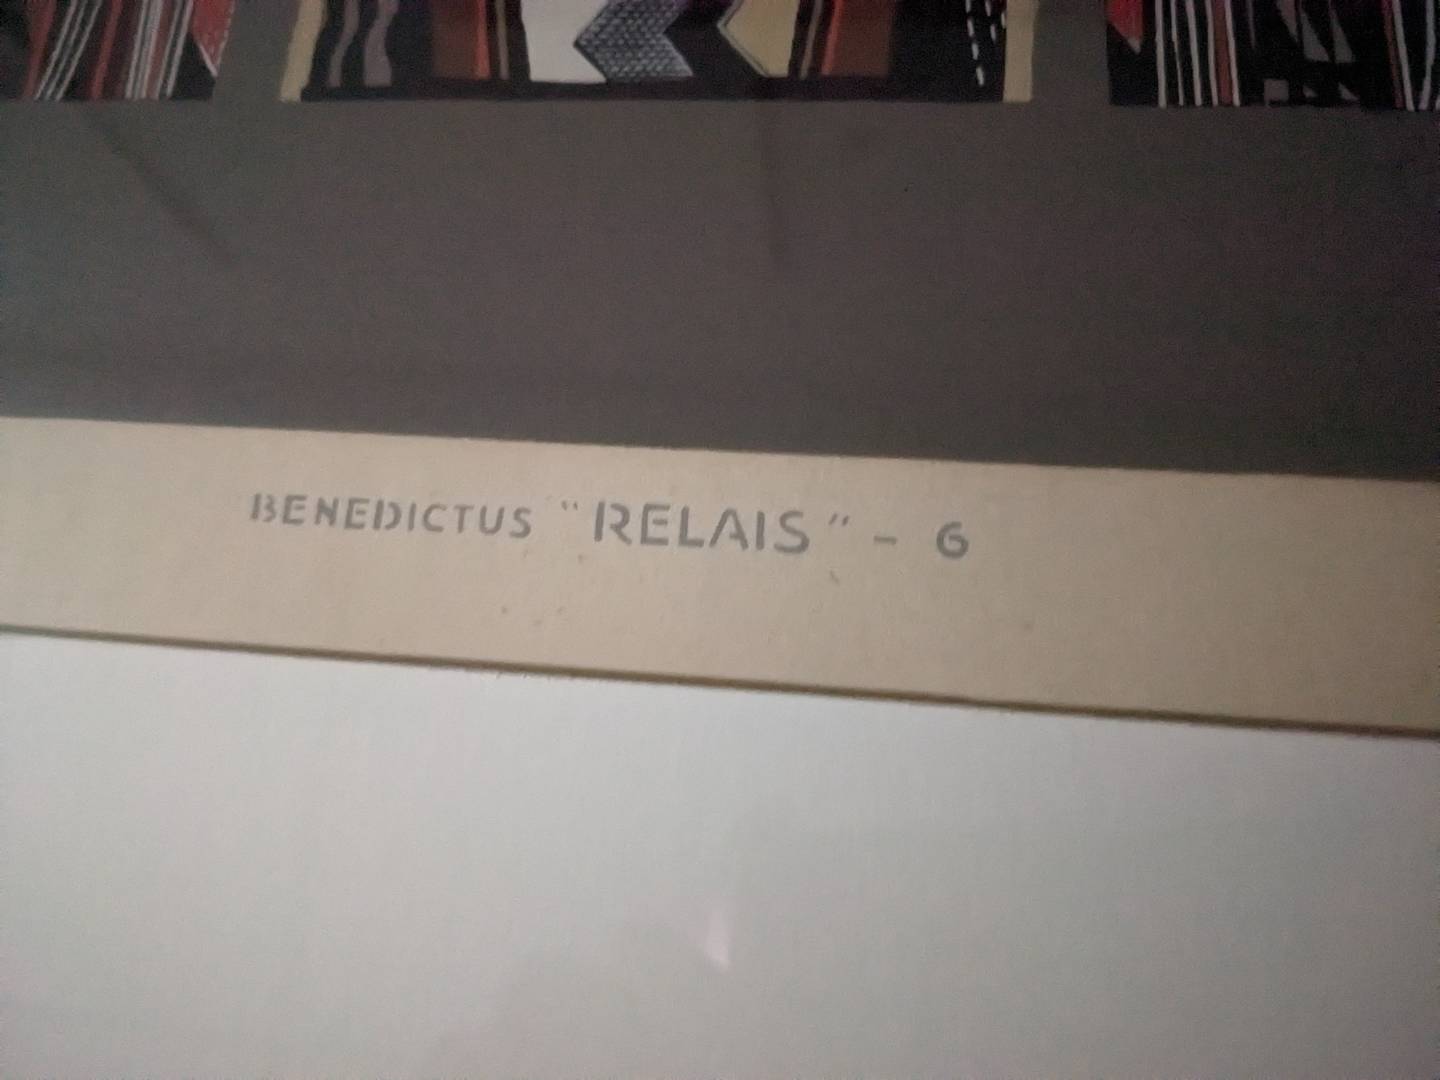 BENEDICTUS "RELAIS" - 6